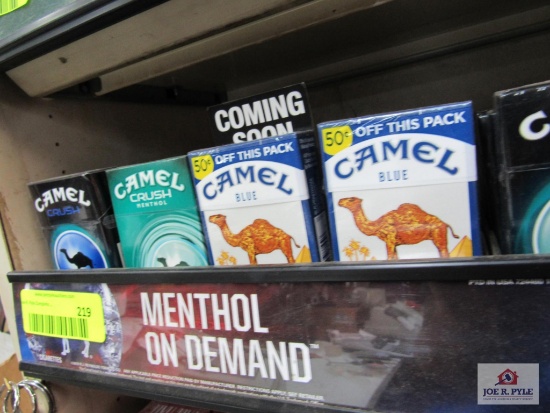 COMING
SOON
CAMEL
CRUSH
CAMEL
CRUSH
MENTHOL
50¢ OFF THIS PACK
CAMEL
BLUE
50¢ OFF THIS PACK
CAMEL
BLUE
C
219
MENTHOL
ON DEMAND™
JOE R. PYLE